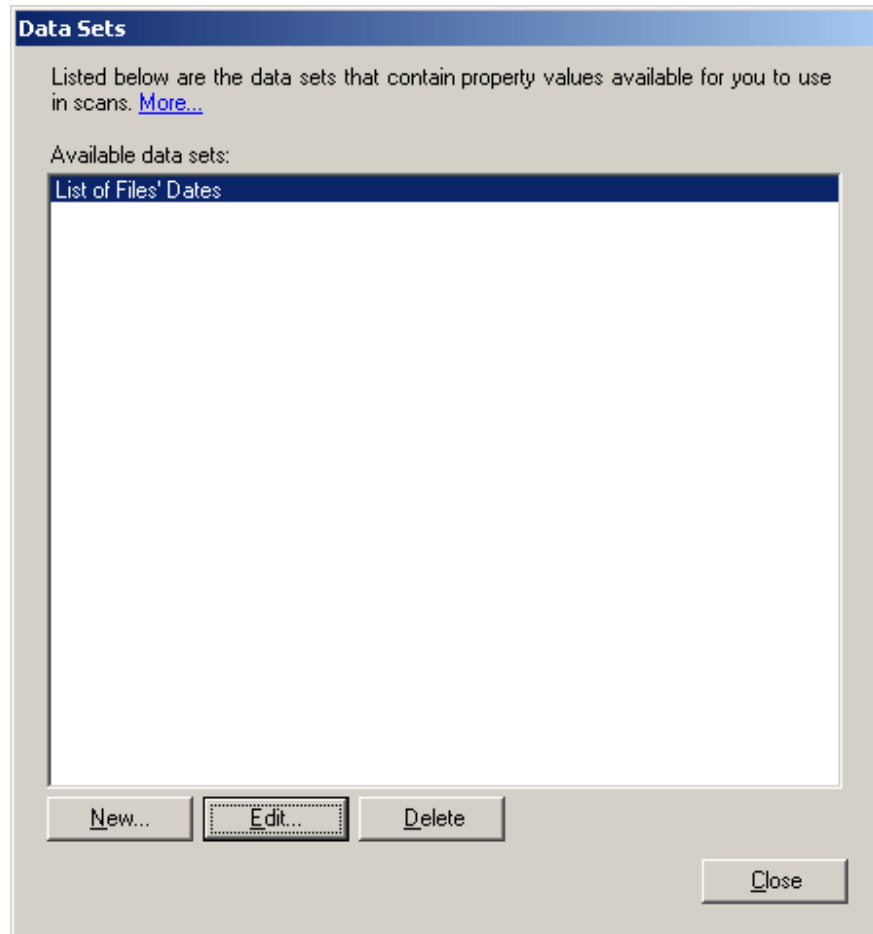 Data Sets
Listed below are the data sets that contain property values available for you to use
in scans. More...
Available data sets:
List of Files' Dates
New... Edit... Delete
Close